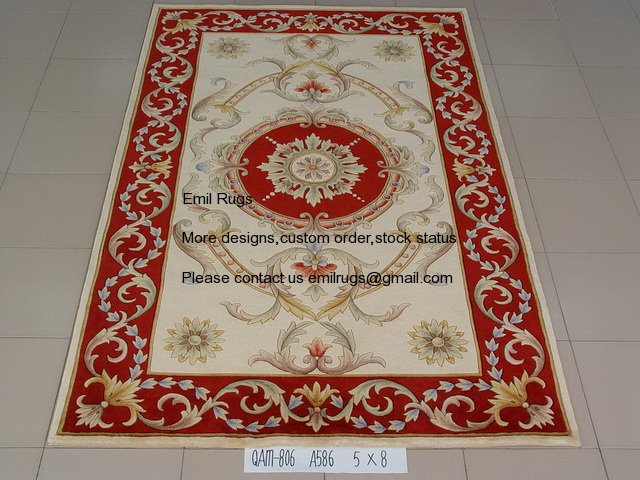 Emil Rugs
More designs,custom order,stock status
Please contact us emilrugs@gmail.com
QAM-806 A586 5 X 8